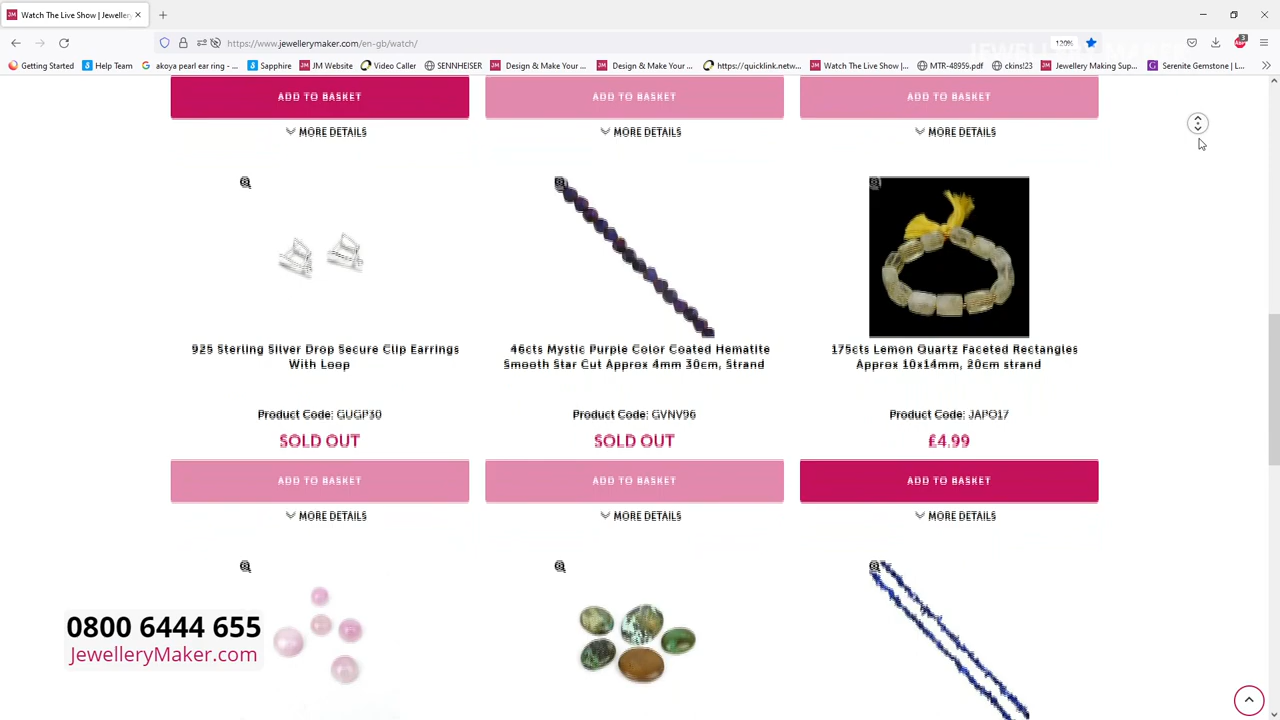 Watch The Live Show | Jeweller
https://www.jewellerymaker.com/en-gb/watch/
120%
3
Getting Started
Help Team
akoya pearl ear ring - ...
Sapphire
JM Website
Video Caller
SENNHEISER
Design & Make Your ...
Design & Make Your ...
https://quicklink.netw...
Watch The Live Show |...
MTR-48959.pdf
ckins!23
Jewellery Making Sup...
Serenite Gemstone | L...
ADD TO BASKET
ADD TO BASKET
ADD TO BASKET
MORE DETAILS
MORE DETAILS
MORE DETAILS
925 Sterling Silver Drop Secure Clip Earrings
With Loop
46cts Mystic Purple Color Coated Hematite
Smooth Star Cut Approx 4mm 30cm, Strand
175cts Lemon Quartz Faceted Rectangles
Approx 10x14mm, 20cm strand
Product Code: GUGP30
Product Code: GVNV96
Product Code: JAPO17
SOLD OUT
SOLD OUT
£4.99
ADD TO BASKET
ADD TO BASKET
ADD TO BASKET
MORE DETAILS
MORE DETAILS
MORE DETAILS
0800 6444 655
JewelleryMaker.com